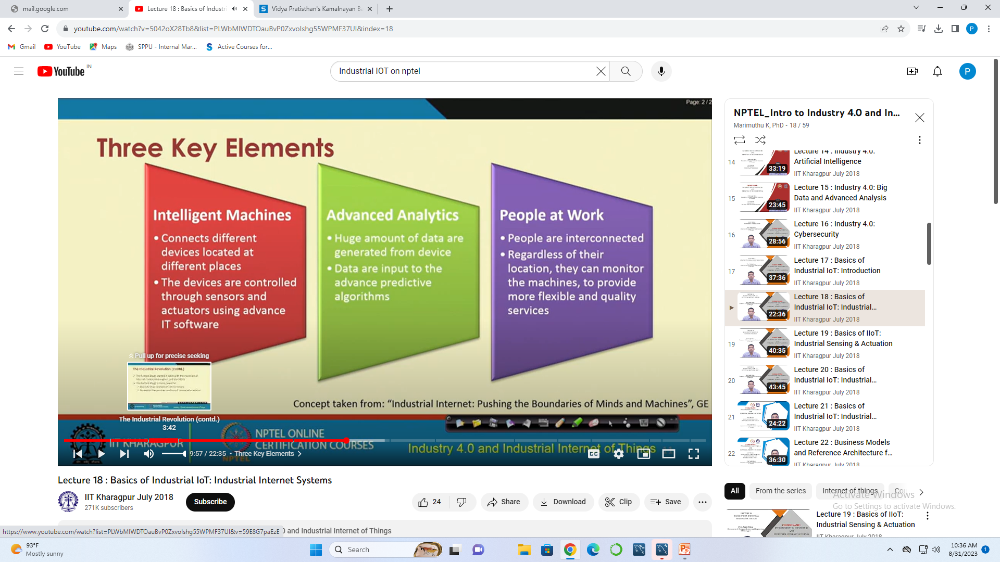 mail.google.com
Lecture 18 : Basics of Industri
Vidya Pratisthan's Kamalnayan Ba
youtube.com/watch?v=5042oX28Tb8&list=PLWbMIWDTOauBvP0Zxvolshg55WPMF37UI&index=18
P
Gmail
YouTube
Maps
SPPU - Internal Mar...
Active Courses for...
YouTube IN
Industrial IOT on nptel
P
Page: 2 / 2
Three Key Elements
Intelligent Machines
• Connects different
devices located at
different places
• The devices are controlled
through sensors and
actuators using advance
IT software
Advanced Analytics
• Huge amount of data are
generated from device
• Data are input to the
advance predictive
algorithms
People at Work
• People are interconnected
• Regardless of their
location, they can monitor
the machines, to provide
more flexible and quality
services
Pull up for precise seeking
The Industrial Revolution (contd.)
The Industrial Revolution (contd.)
3:42
Concept taken from: “Industrial Internet: Pushing the Boundaries of Minds and Machines”, GE
IIT KHARAGPUR
NPTEL ONLINE
CERTIFICATION COURSES
NPTEL
Industry 4.0 and Industrial Internet of Things
9:57 / 22:35 • Three Key Elements
CC
Lecture 18 : Basics of Industrial IoT: Industrial Internet Systems
IIT Kharagpur July 2018
271K subscribers
Subscribe
24
Share
Download
Clip
Save
0 and Industrial Internet of Things
https://www.youtube.com/watch?list=PLWbMIWDTOauBvP0Zxvolshg55WPMF37UI&v=59E8G7paEzE
NPTEL_Intro to Industry 4.0 and In...
Marimuthu K, PhD - 18 / 59
14
33:19
Lecture 14 : Industry 4.0:
Artificial Intelligence
IIT Kharagpur July 2018
15
23:45
Lecture 15 : Industry 4.0: Big
Data and Advanced Analysis
IIT Kharagpur July 2018
16
28:56
Lecture 16 : Industry 4.0:
Cybersecurity
IIT Kharagpur July 2018
17
37:36
Lecture 17 : Basics of
Industrial IoT: Introduction
IIT Kharagpur July 2018
22:36
Lecture 18 : Basics of
Industrial IoT: Industrial...
IIT Kharagpur July 2018
19
40:35
Lecture 19 : Basics of IIoT:
Industrial Sensing & Actuation
IIT Kharagpur July 2018
20
43:45
Lecture 20 : Basics of
Industrial IoT: Industrial...
IIT Kharagpur July 2018
21
24:22
Lecture 21 : Basics of
Industrial IoT: Industrial...
IIT Kharagpur July 2018
22
36:30
Lecture 22 : Business Models
and Reference Architecture f...
IIT Kharagpur July 2018
All
From the series
Internet of things
Co
Activate Windows
Go to Settings to activate Windows.
Lecture 19 : Basics of IIoT:
Industrial Sensing & Actuation
IIT Kharagpur July 2018
93°F
Mostly sunny
Search
10:36 AM
8/31/2023
1